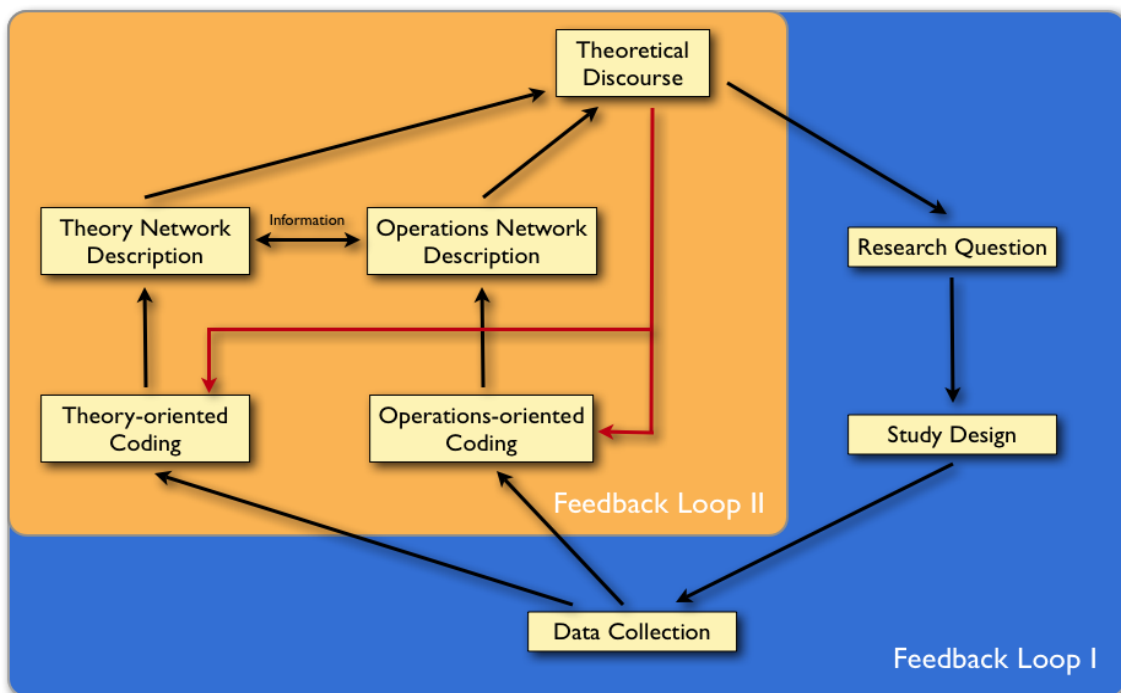 Theoretical
Discourse
Information
Theory Network
Description
Operations Network
Description
Research Question
Theory-oriented
Coding
Operations-oriented
Coding
Study Design
Feedback Loop II
Data Collection
Feedback Loop I